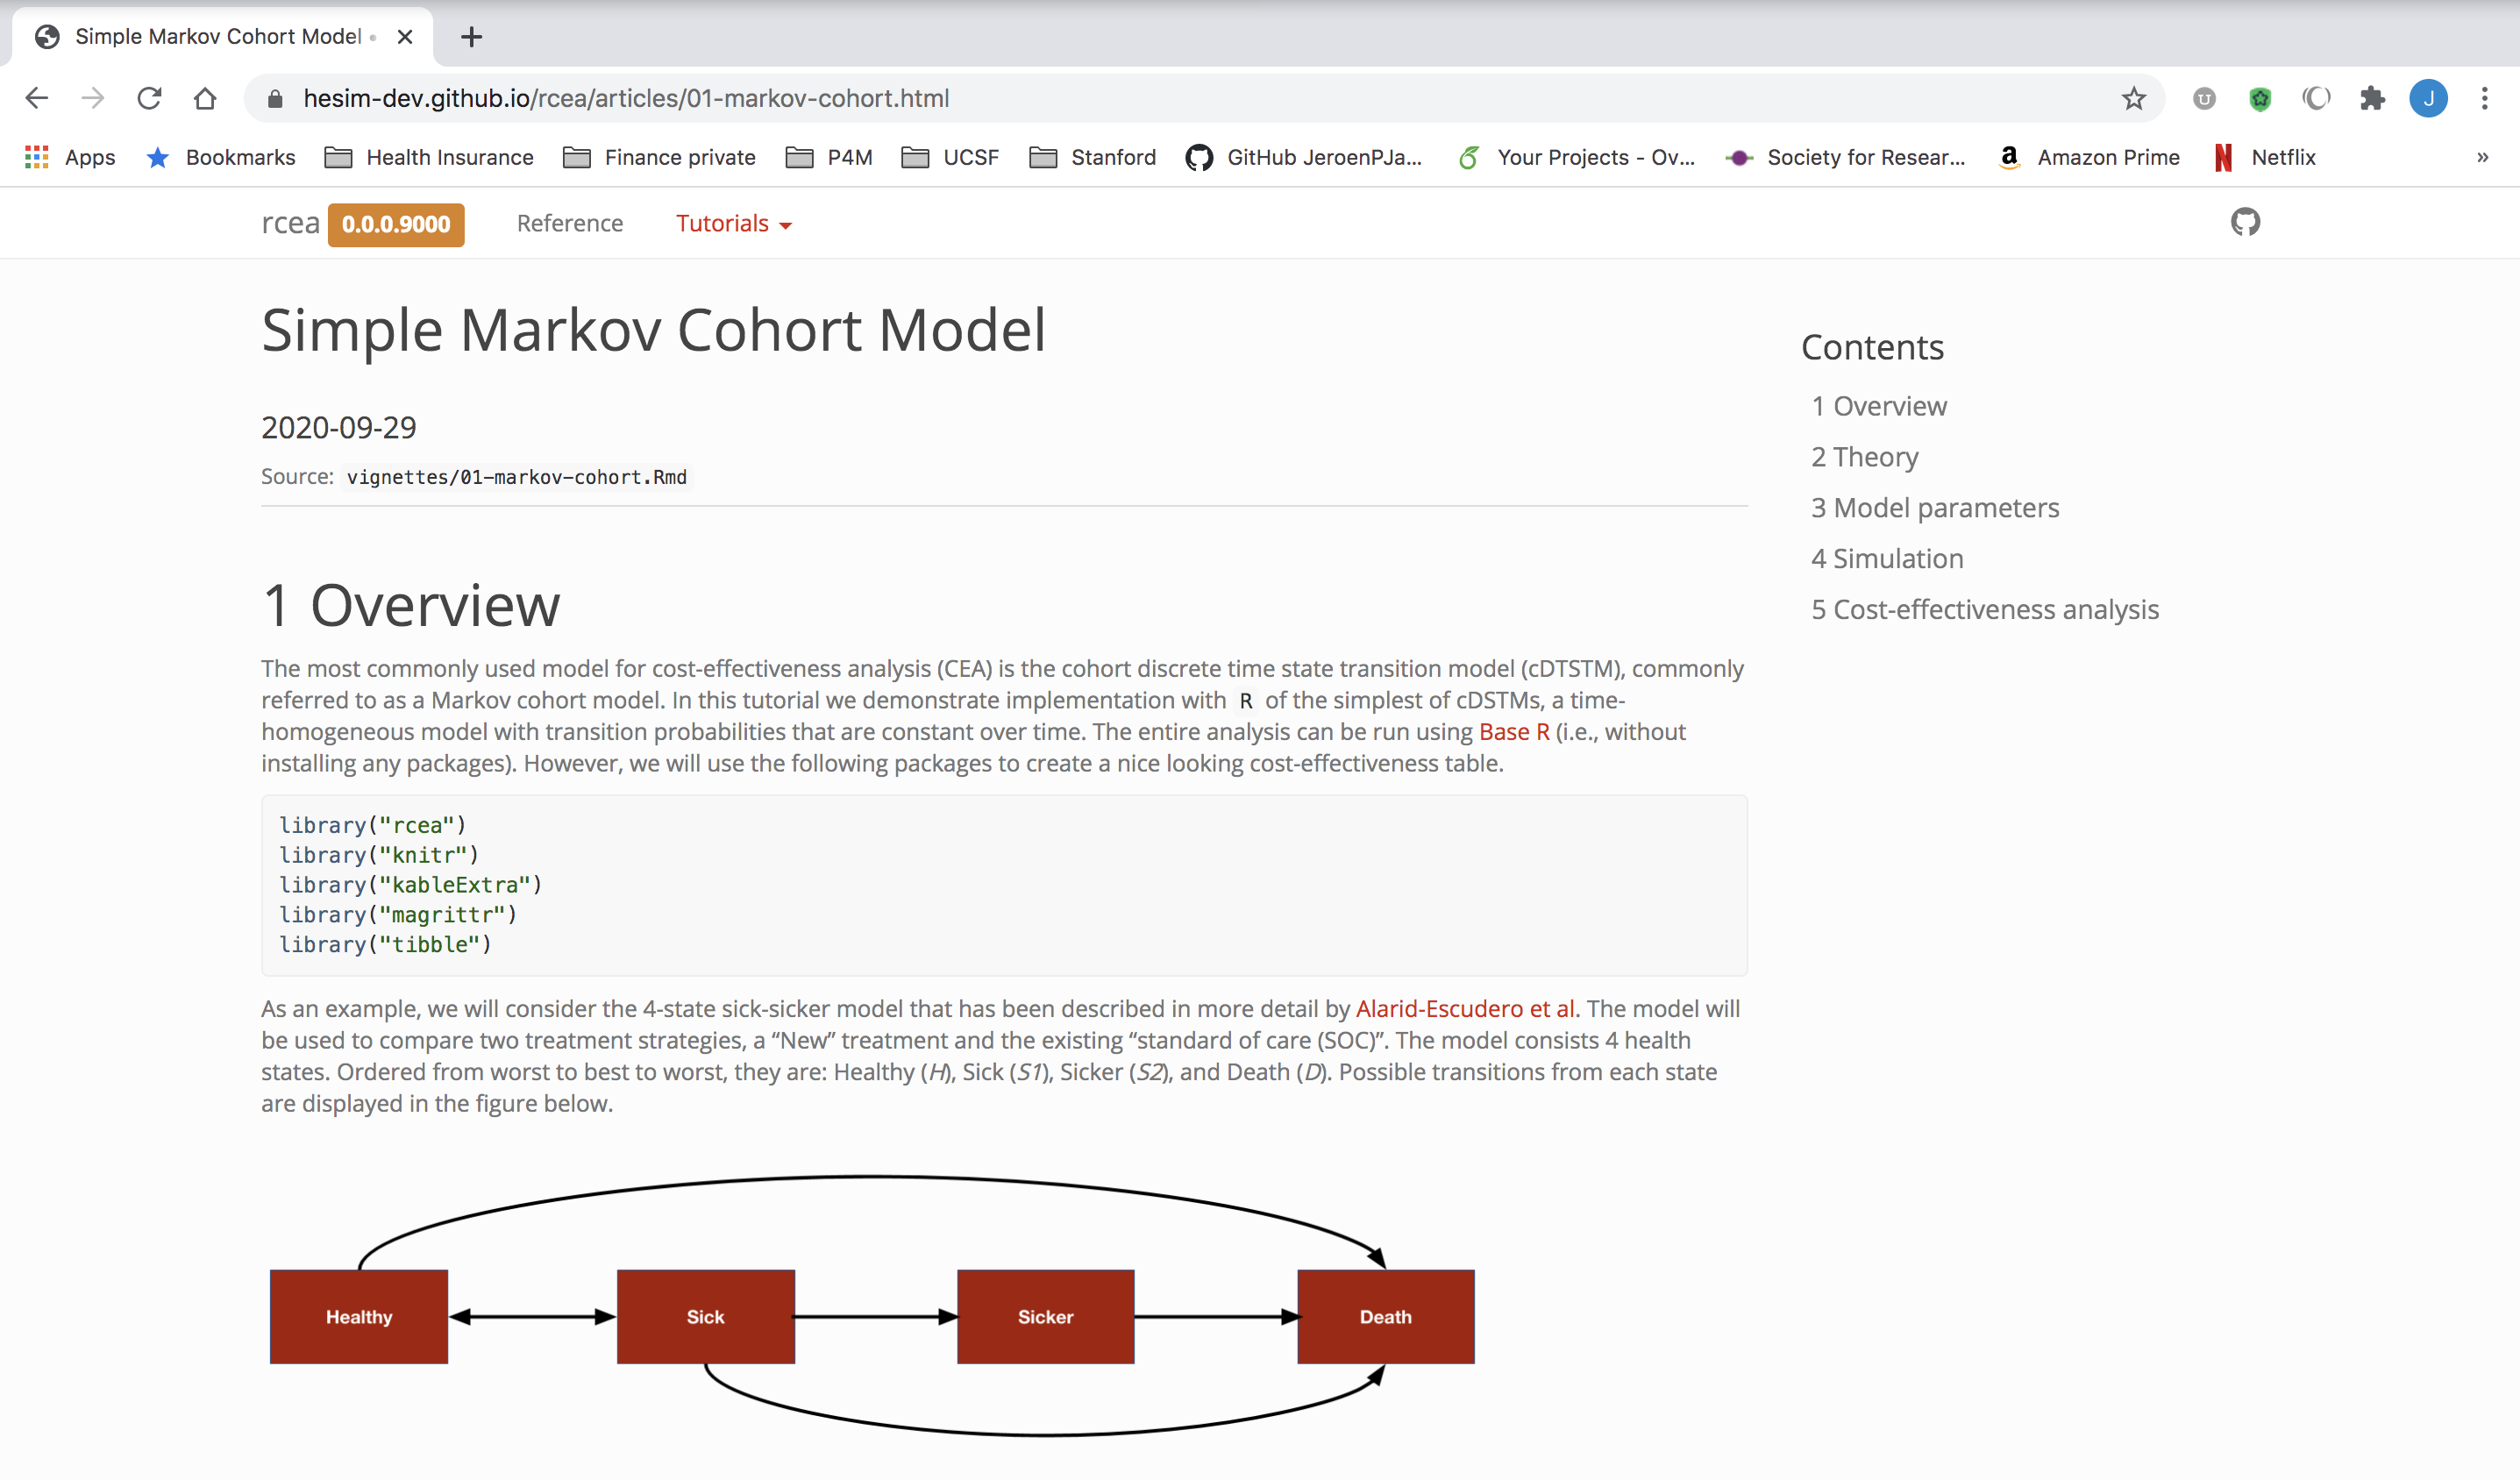 Simple Markov Cohort Model
hesim-dev.github.io/rcea/articles/01-markov-cohort.html
J
Apps Bookmarks Health Insurance Finance private P4M UCSF Stanford GitHub JeroenPJa... Your Projects - Ov... Society for Resear... Amazon Prime Netflix »
rcea 0.0.0.9000 Reference Tutorials
Simple Markov Cohort Model
2020-09-29
Source: vignettes/01-markov-cohort.Rmd
Contents
1 Overview
2 Theory
3 Model parameters
4 Simulation
5 Cost-effectiveness analysis
1 Overview
The most commonly used model for cost-effectiveness analysis (CEA) is the cohort discrete time state transition model (cDTSTM), commonly
referred to as a Markov cohort model. In this tutorial we demonstrate implementation with R of the simplest of cDSTMs, a time-
homogeneous model with transition probabilities that are constant over time. The entire analysis can be run using Base R (i.e., without
installing any packages). However, we will use the following packages to create a nice looking cost-effectiveness table.
library("rcea")
library("knitr")
library("kableExtra")
library("magrittr")
library("tibble")
As an example, we will consider the 4-state sick-sicker model that has been described in more detail by Alarid-Escudero et al. The model will
be used to compare two treatment strategies, a “New” treatment and the existing “standard of care (SOC)”. The model consists 4 health
states. Ordered from worst to best to worst, they are: Healthy (H), Sick (S1), Sicker (S2), and Death (D). Possible transitions from each state
are displayed in the figure below.
Healthy Sick Sicker Death